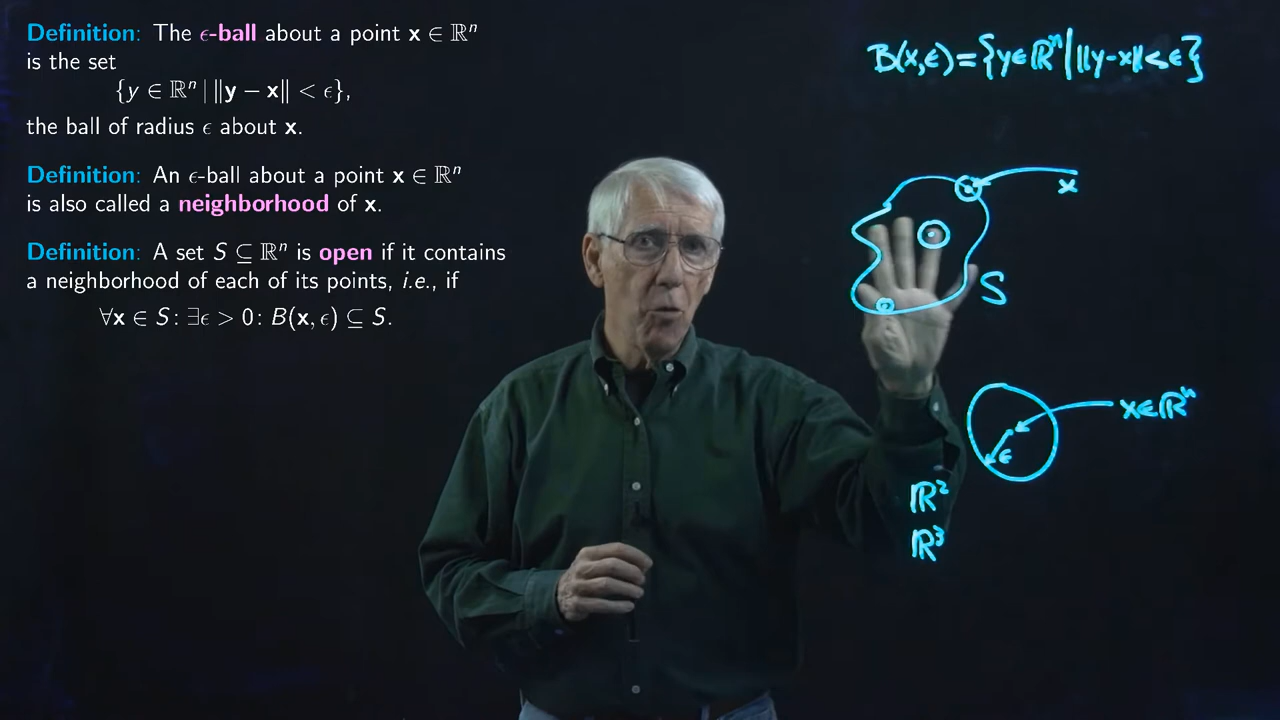 Definition: The ϵ-ball about a point x ∈ ℝⁿ
is the set
{y ∈ ℝⁿ | ‖y − x‖ < ϵ},
the ball of radius ϵ about x.
Definition: An ϵ-ball about a point x ∈ ℝⁿ
is also called a neighborhood of x.
Definition: A set S ⊆ ℝⁿ is open if it contains
a neighborhood of each of its points, i.e., if
∀x ∈ S: ∃ϵ > 0: B(x, ϵ) ⊆ S.
B(x,ϵ)={y∈ℝⁿ|‖y-x‖<ϵ}
x
S
x∈ℝⁿ
ϵ
ℝ²
ℝ³